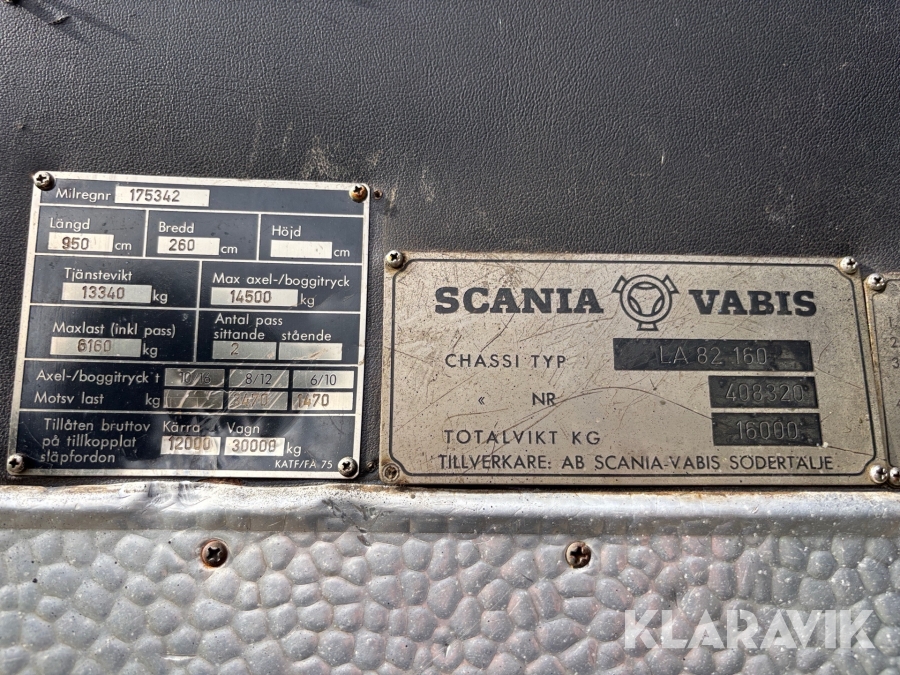 Milregnr 175342
Längd Bredd Höjd
950 cm 260 cm cm
Tjänstevikt Max axel-/boggitryck
13340 kg 14500 kg
Maxlast (inkl pass) Antal pass
sittande stående
6160 kg 2
Axel-/boggitryck t 10/16 8/12 6/10
Motsv last kg 1470
Tillåten bruttov Kärra Vagn
på tillkopplat 12000 30000 kg
släpfordon KATF/FA 75
SCANIA VABIS
CHASSI TYP LA 82 160
« NR 408320
TOTALVIKT KG 16000
TILLVERKARE: AB SCANIA-VABIS SÖDERTÄLJE
KLARAVIK
KLARAVIK